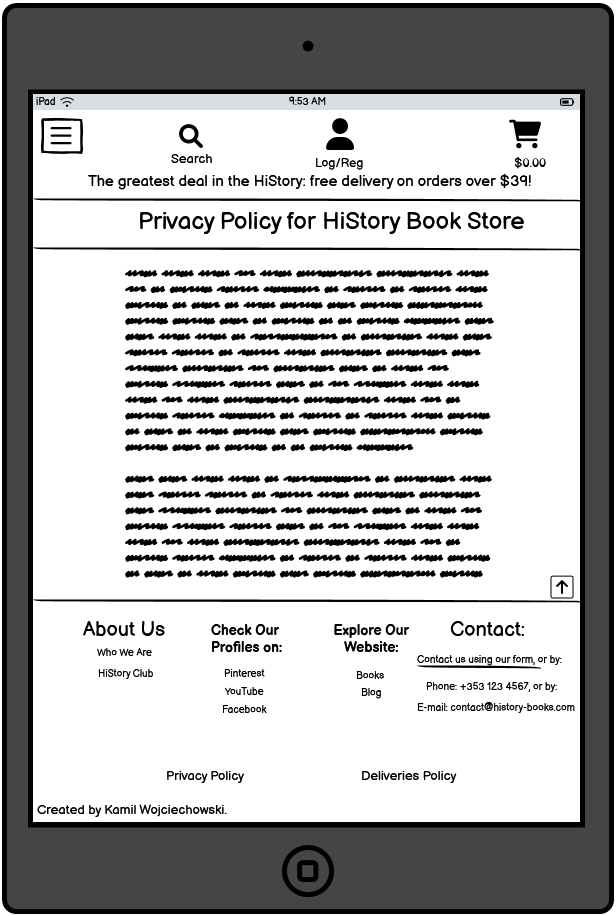 iPad 9:53 AM
Search
Log/Reg
$0.00
The greatest deal in the HiStory: free delivery on orders over $39!
Privacy Policy for HiStory Book Store
About Us
Who We Are
HiStory Club
Check Our
Profiles on:
Pinterest
YouTube
Facebook
Explore Our
Website:
Books
Blog
Contact:
Contact us using our form, or by:
Phone: +353 123 4567, or by:
E-mail: contact@history-books.com
Privacy Policy
Deliveries Policy
Created by Kamil Wojciechowski.